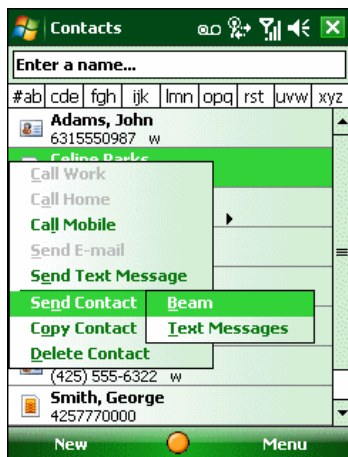 Contacts
Enter a name...
#ab cde fgh ijk lmn opq rst uvw xyz
Adams, John
6315550987 w
Celine Parks
Call Work
Call Home
Call Mobile
Send E-mail
Send Text Message
Send Contact
Beam
Copy Contact
Text Messages
Delete Contact
(425) 555-6322 w
Smith, George
4257770000
New
Menu